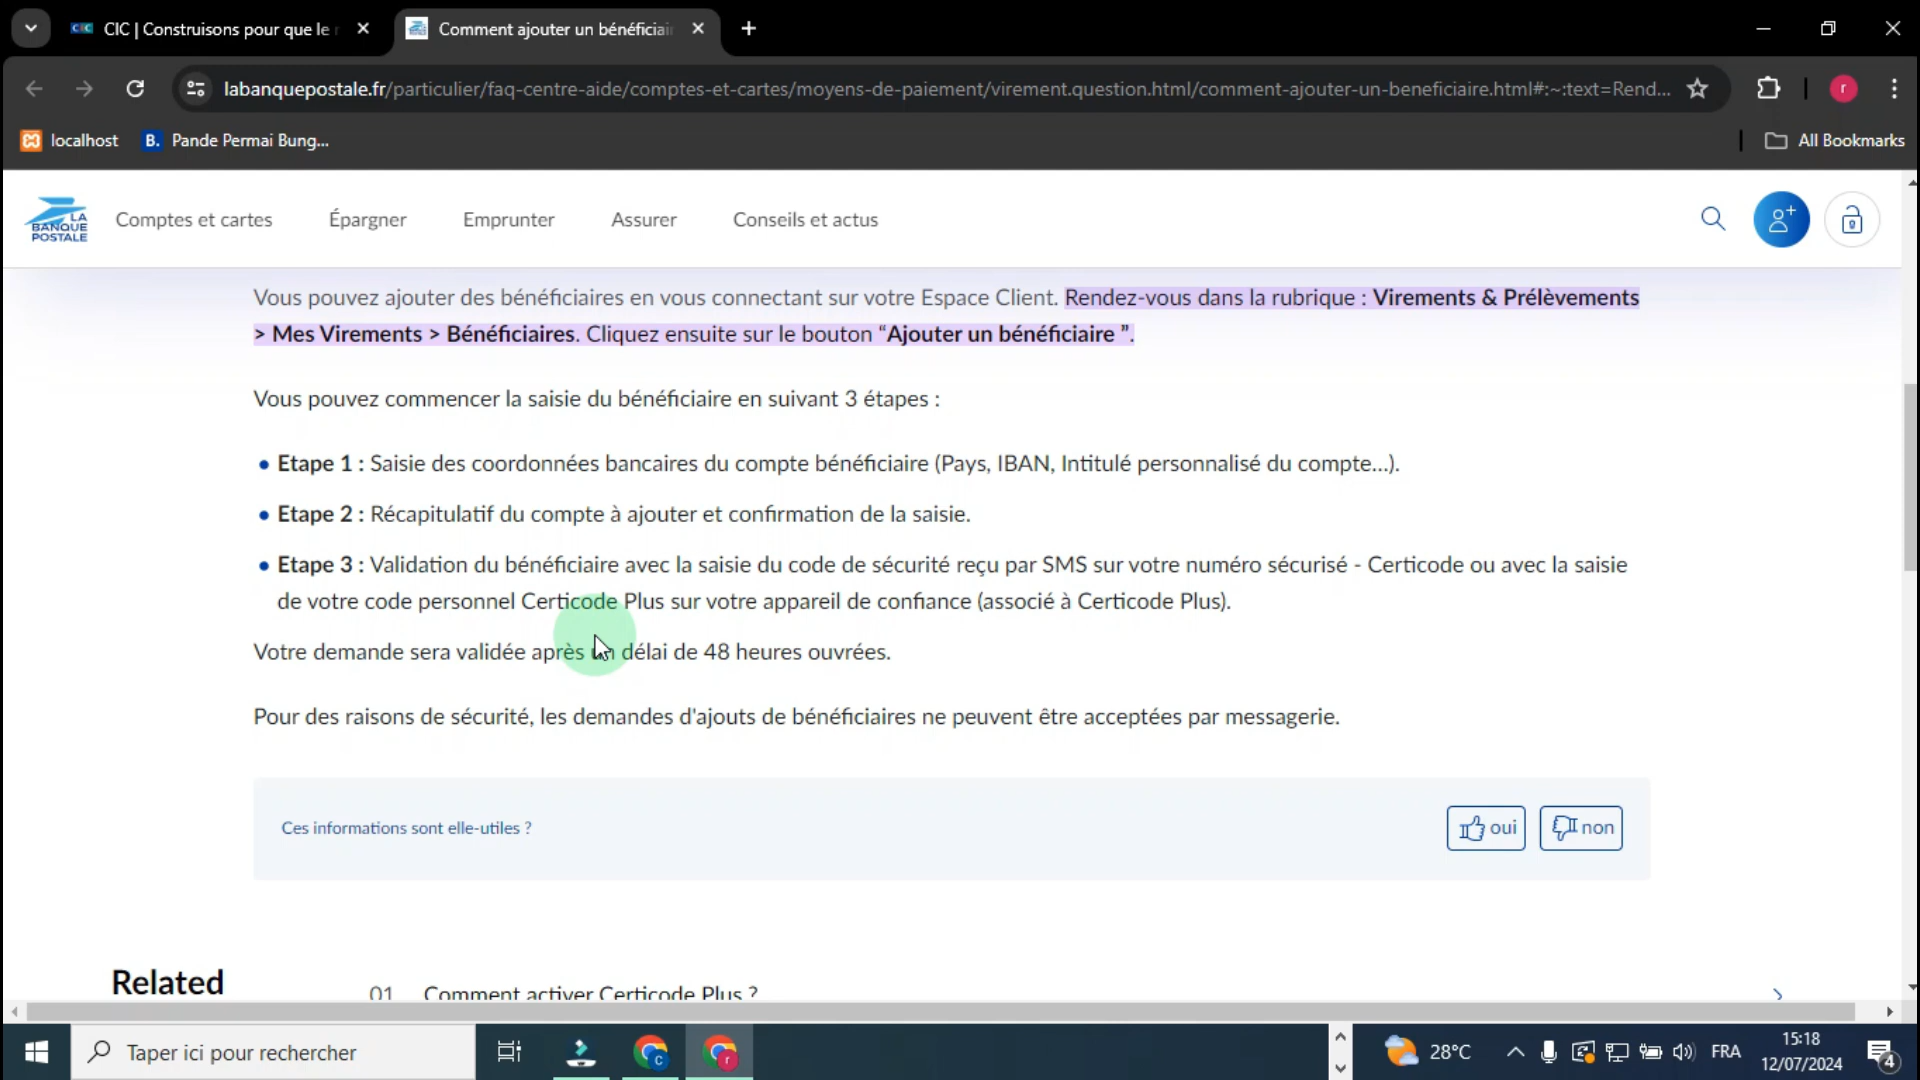 CIC | Construisons pour que le
Comment ajouter un bénéficiai
labanquepostale.fr/particulier/faq-centre-aide/comptes-et-cartes/moyens-de-paiement/virement.question.html/comment-ajouter-un-beneficiaire.html#:~:text=Rend...
r
localhost
B. Pande Permai Bung...
All Bookmarks
LA
BANQUE
POSTALE
Comptes et cartes
Épargner
Emprunter
Assurer
Conseils et actus
Vous pouvez ajouter des bénéficiaires en vous connectant sur votre Espace Client. Rendez-vous dans la rubrique : Virements & Prélèvements
> Mes Virements > Bénéficiaires. Cliquez ensuite sur le bouton “Ajouter un bénéficiaire ”.
Vous pouvez commencer la saisie du bénéficiaire en suivant 3 étapes :
• Etape 1 : Saisie des coordonnées bancaires du compte bénéficiaire (Pays, IBAN, Intitulé personnalisé du compte...).
• Etape 2 : Récapitulatif du compte à ajouter et confirmation de la saisie.
• Etape 3 : Validation du bénéficiaire avec la saisie du code de sécurité reçu par SMS sur votre numéro sécurisé - Certicode ou avec la saisie
de votre code personnel Certicode Plus sur votre appareil de confiance (associé à Certicode Plus).
Votre demande sera validée après un délai de 48 heures ouvrées.
Pour des raisons de sécurité, les demandes d'ajouts de bénéficiaires ne peuvent être acceptées par messagerie.
Ces informations sont elle-utiles ?
oui
non
Related
01 Comment activer Certicode Plus ?
Taper ici pour rechercher
28°C
FRA
15:18
12/07/2024
4